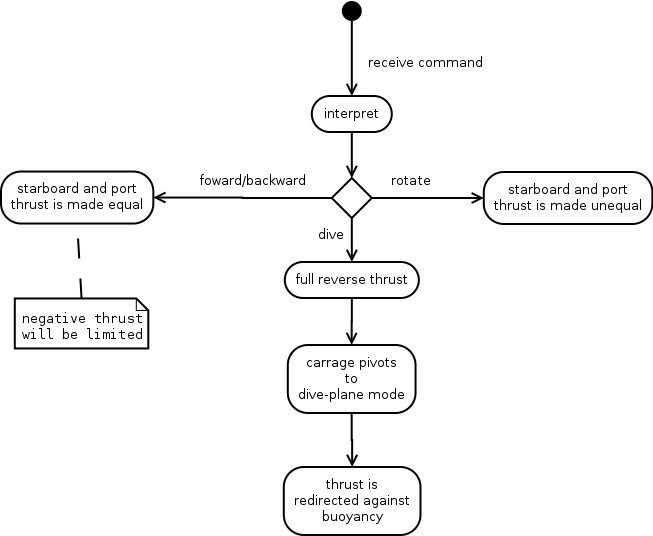 receive command
interpret
foward/backward
rotate
starboard and port
thrust is made equal
starboard and port
thrust is made unequal
dive
full reverse thrust
negative thrust
will be limited
carrage pivots
to
dive-plane mode
thrust is
redirected against
buoyancy